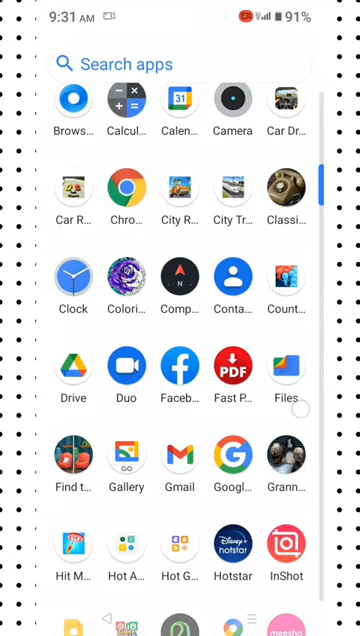 9:31 AM 91%
Search apps
Brows... Calcul... Calen... Camera Car Dr...
Car R... Chro... City R... City Tr... Classi...
Clock Colori... Comp... Conta... Count...
Drive Duo Faceb... Fast P... Files
Find t... Gallery Gmail Googl... Grann...
Hit M... Hot A... Hot G... Hotstar InShot